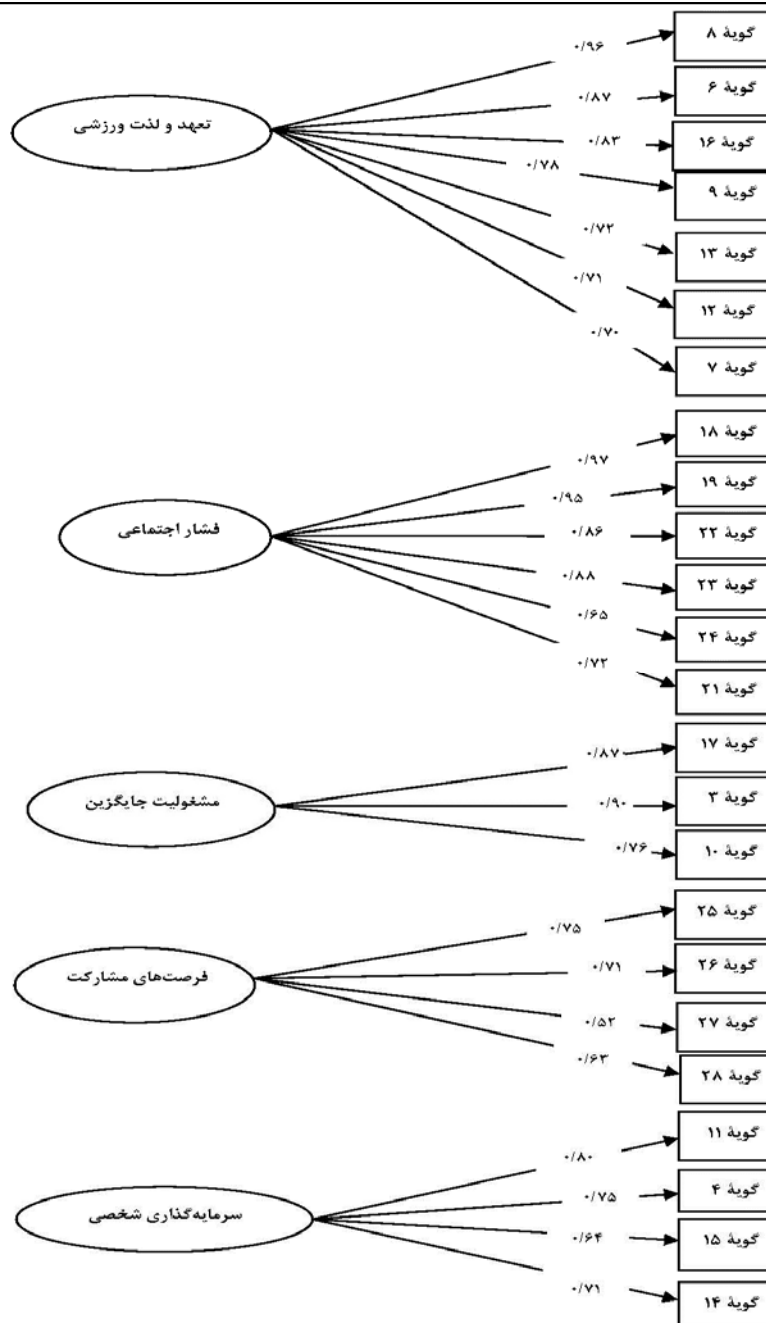 گویهٔ ۸
۰/۹۶
گویهٔ ۶
۰/۸۷
تعهد و لذت ورزشی
گویهٔ ۱۶
۰/۸۳
گویهٔ ۹
۰/۷۸
گویهٔ ۱۳
۰/۷۲
گویهٔ ۱۲
۰/۷۱
گویهٔ ۷
۰/۷۰
گویهٔ ۱۸
۰/۹۷
گویهٔ ۱۹
۰/۹۵
فشار اجتماعی
گویهٔ ۲۲
۰/۸۶
گویهٔ ۲۳
۰/۸۸
گویهٔ ۲۴
۰/۶۵
گویهٔ ۲۱
۰/۷۲
گویهٔ ۱۷
۰/۸۷
مشغولیت جایگزین
گویهٔ ۳
۰/۹۰
گویهٔ ۱۰
۰/۷۶
گویهٔ ۲۵
۰/۷۵
فرصت‌های مشارکت
گویهٔ ۲۶
۰/۷۱
گویهٔ ۲۷
۰/۵۲
گویهٔ ۲۸
۰/۶۳
گویهٔ ۱۱
۰/۸۰
گویهٔ ۴
۰/۷۵
سرمایه‌گذاری شخصی
گویهٔ ۱۵
۰/۶۴
گویهٔ ۱۴
۰/۷۱